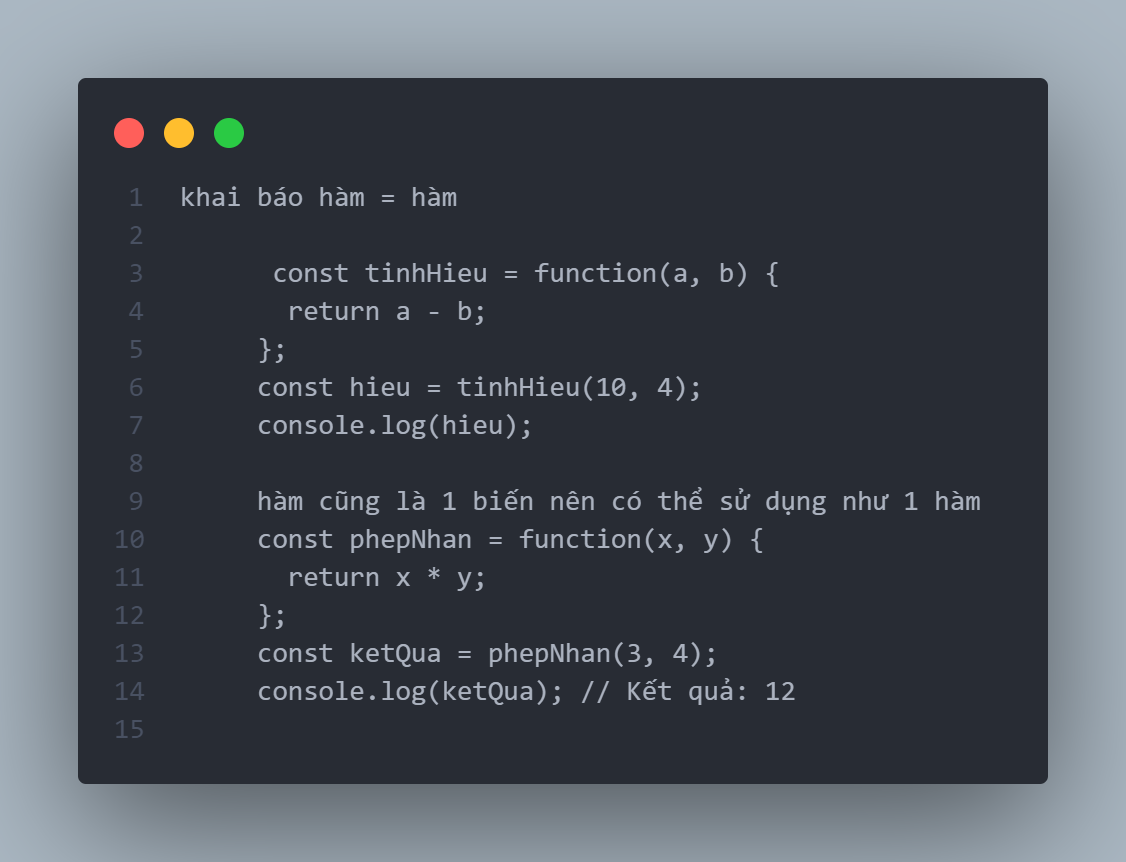 1 khai báo hàm = hàm
2
3 const tinhHieu = function(a, b) {
4 return a - b;
5 };
6 const hieu = tinhHieu(10, 4);
7 console.log(hieu);
8
9 hàm cũng là 1 biến nên có thể sử dụng như 1 hàm
10 const phepNhan = function(x, y) {
11 return x * y;
12 };
13 const ketQua = phepNhan(3, 4);
14 console.log(ketQua); // Kết quả: 12
15